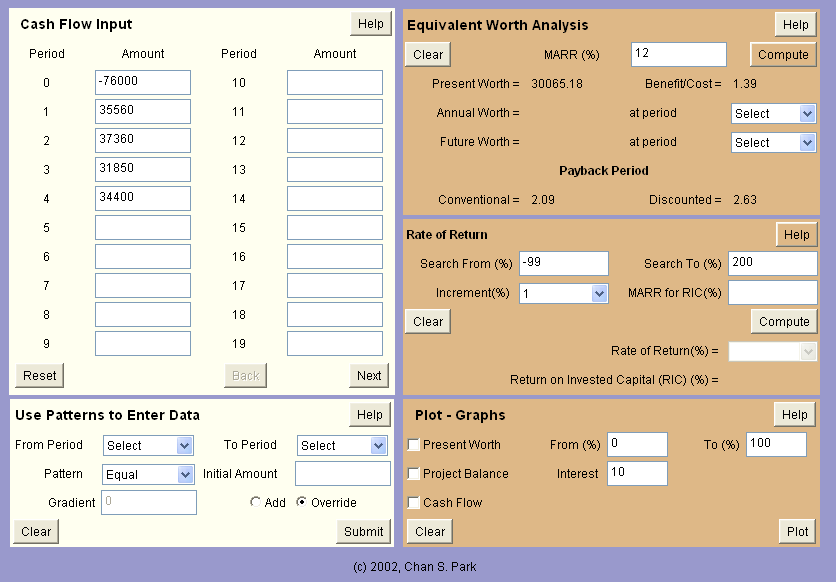 Cash Flow Input Help
Period Amount Period Amount
0 -76000 10
1 35560 11
2 37360 12
3 31850 13
4 34400 14
5 15
6 16
7 17
8 18
9 19
Reset Back Next
Use Patterns to Enter Data Help
From Period Select To Period Select
Pattern Equal Initial Amount
Gradient 0 Add Override
Clear Submit
Equivalent Worth Analysis Help
Clear MARR (%) 12 Compute
Present Worth = 30065.18 Benefit/Cost = 1.39
Annual Worth = at period Select
Future Worth = at period Select
Payback Period
Conventional = 2.09 Discounted = 2.63
Rate of Return Help
Search From (%) -99 Search To (%) 200
Increment(%) 1 MARR for RIC(%)
Clear Compute
Rate of Return(%) =
Return on Invested Capital (RIC) (%) =
Plot - Graphs Help
Present Worth From (%) 0 To (%) 100
Project Balance Interest 10
Cash Flow
Clear Plot
(c) 2002, Chan S. Park